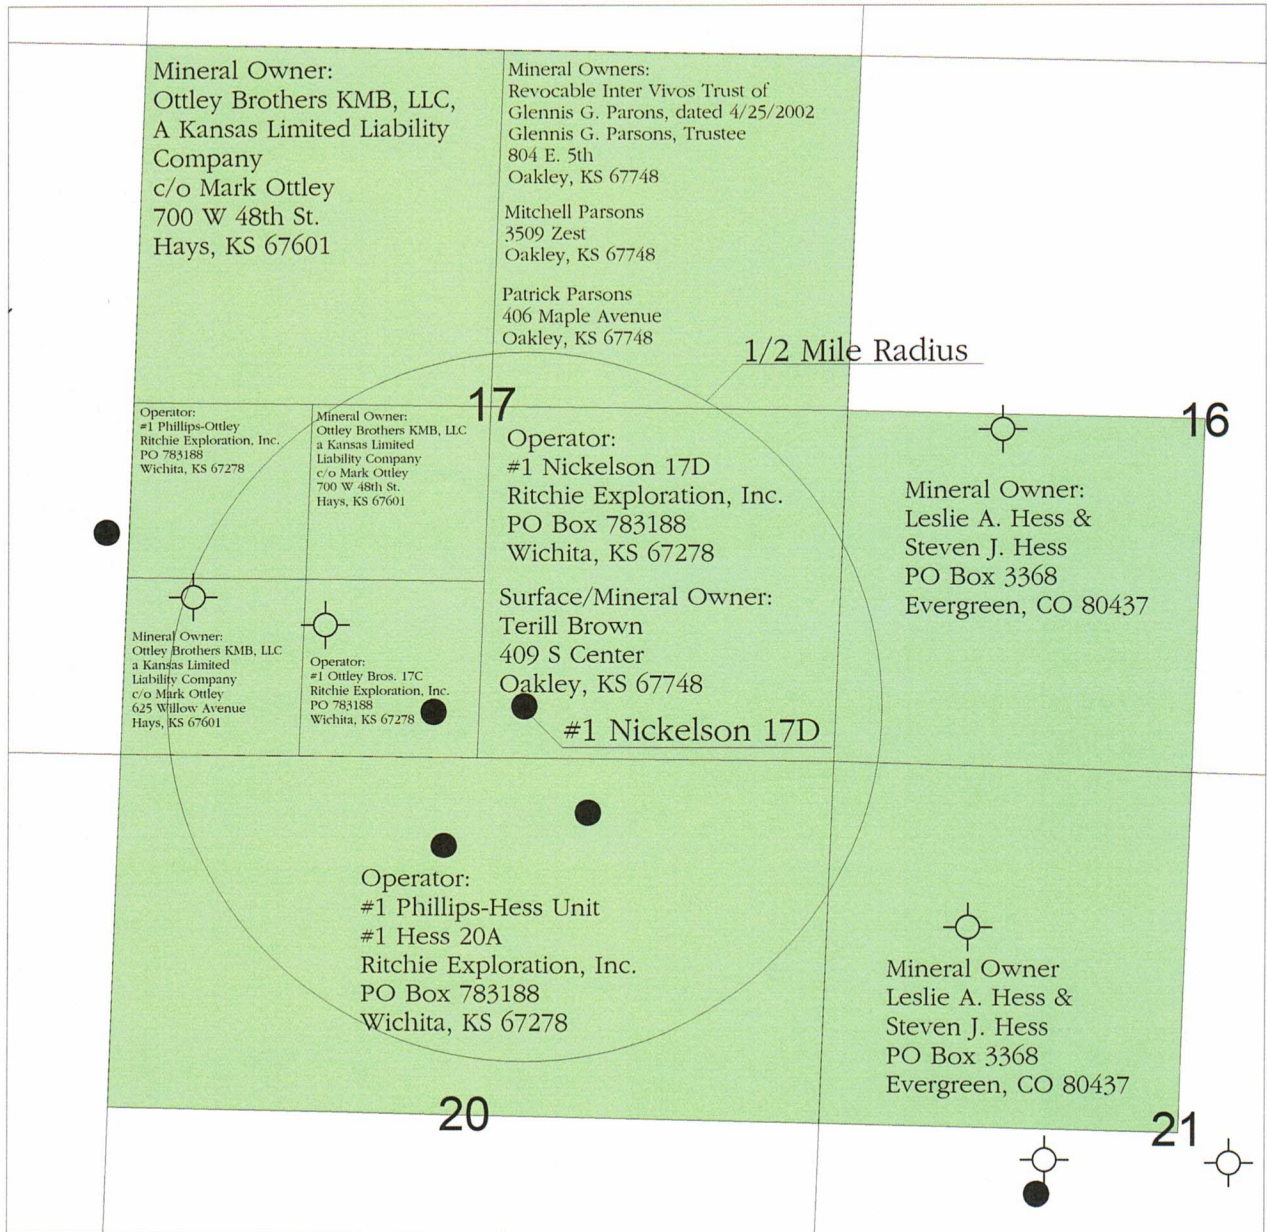 Mineral Owner:
Ottley Brothers KMB, LLC,
A Kansas Limited Liability
Company
c/o Mark Ottley
700 W 48th St.
Hays, KS 67601
Mineral Owners:
Revocable Inter Vivos Trust of
Glennis G. Parons, dated 4/25/2002
Glennis G. Parsons, Trustee
804 E. 5th
Oakley, KS 67748
Mitchell Parsons
3509 Zest
Oakley, KS 67748
Patrick Parsons
406 Maple Avenue
Oakley, KS 67748
1/2 Mile Radius
17
16
Operator:
#1 Phillips-Ottley
Ritchie Exploration, Inc.
PO 783188
Wichita, KS 67278
Mineral Owner:
Ottley Brothers KMB, LLC
a Kansas Limited
Liability Company
c/o Mark Ottley
700 W 48th St.
Hays, KS 67601
Operator:
#1 Nickelson 17D
Ritchie Exploration, Inc.
PO Box 783188
Wichita, KS 67278
Surface/Mineral Owner:
Terill Brown
409 S Center
Oakley, KS 67748
#1 Nickelson 17D
Mineral Owner:
Leslie A. Hess &
Steven J. Hess
PO Box 3368
Evergreen, CO 80437
Mineral Owner:
Ottley Brothers KMB, LLC
a Kansas Limited
Liability Company
c/o Mark Ottley
625 Willow Avenue
Hays, KS 67601
Operator:
#1 Ottley Bros. 17C
Ritchie Exploration, Inc.
PO 783188
Wichita, KS 67278
Operator:
#1 Phillips-Hess Unit
#1 Hess 20A
Ritchie Exploration, Inc.
PO Box 783188
Wichita, KS 67278
Mineral Owner
Leslie A. Hess &
Steven J. Hess
PO Box 3368
Evergreen, CO 80437
20
21